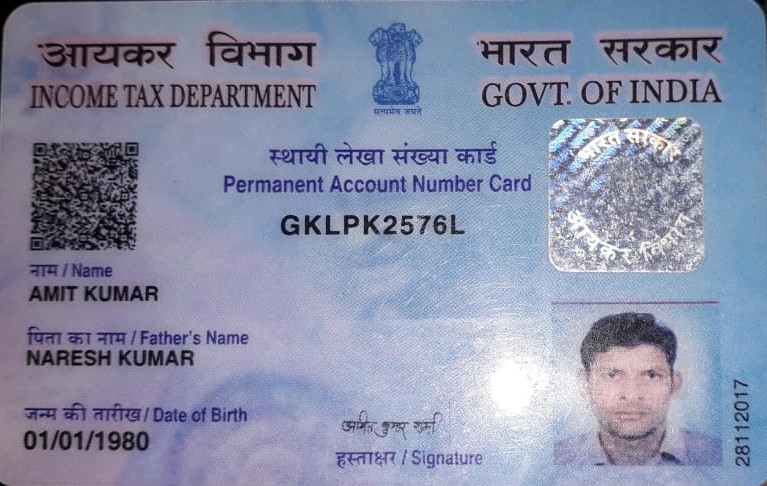 आयकर विभाग
INCOME TAX DEPARTMENT
सत्यमेव जयते
भारत सरकार
GOVT. OF INDIA
स्थायी लेखा संख्या कार्ड
Permanent Account Number Card
GKLPK2576L
भारत सरकार
आयकर विभाग
नाम / Name
AMIT KUMAR
पिता का नाम / Father's Name
NARESH KUMAR
जन्म की तारीख / Date of Birth
01/01/1980
अमित कुमार शर्मा
हस्ताक्षर / Signature
28112017